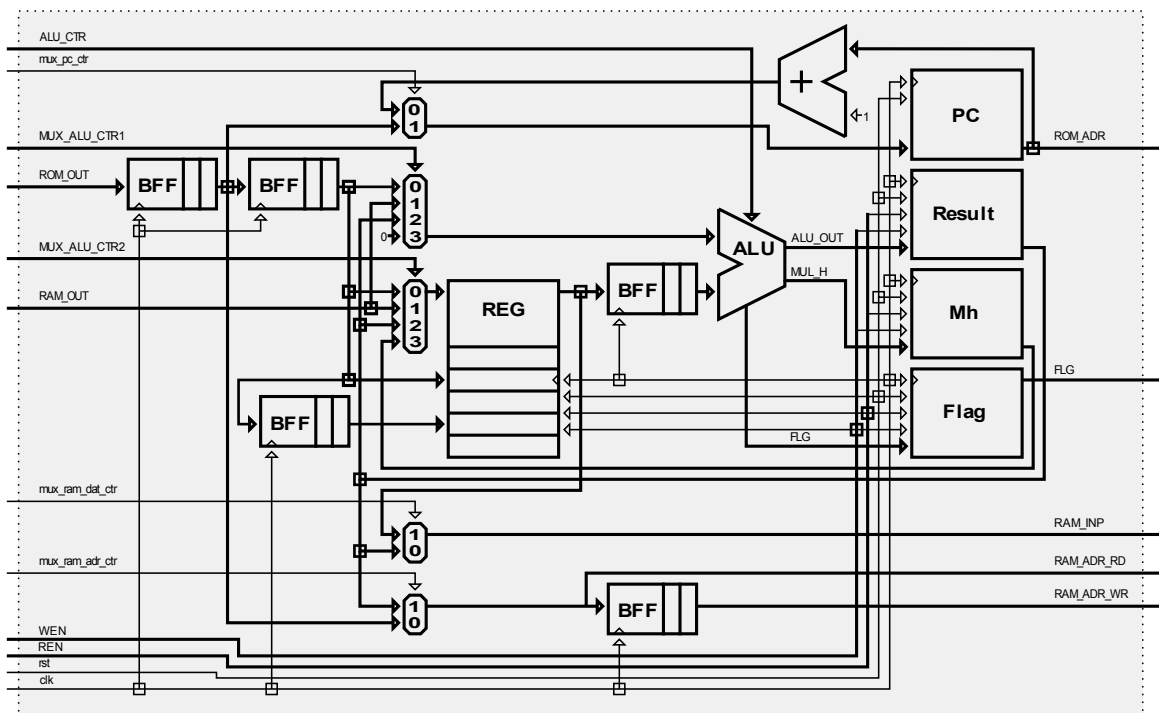 ALU_CTR
mux_pc_ctr
+
0
1
1
PC
MUX_ALU_CTR1
ROM_ADR
ROM_OUT
BFF
BFF
0
1
2
3
0
Result
ALU
ALU_OUT
MUX_ALU_CTR2
MUL_H
BFF
RAM_OUT
0
1
2
3
REG
Mh
FLG
BFF
Flag
FLG
mux_ram_dat_ctr
1
0
RAM_INP
mux_ram_adr_ctr
RAM_ADR_RD
1
0
BFF
RAM_ADR_WR
WEN
REN
rst
clk